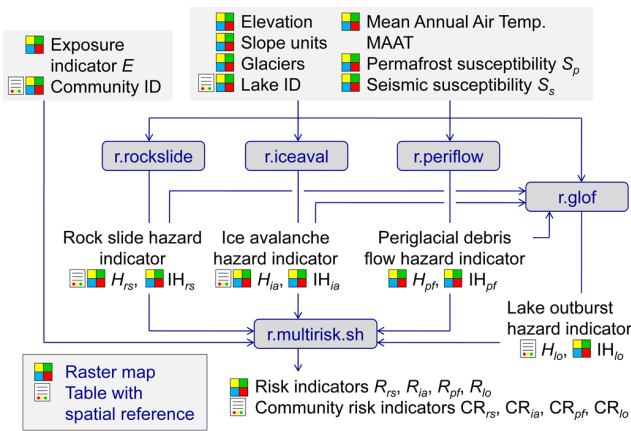 Exposure
indicator E
Community ID
Elevation
Slope units
Glaciers
Lake ID
Mean Annual Air Temp.
MAAT
Permafrost susceptibility Sp
Seismic susceptibility Ss
r.rockslide
r.iceaval
r.periflow
r.glof
Rock slide hazard
indicator
Hrs, IHrs
Ice avalanche
hazard indicator
Hia, IHia
Periglacial debris
flow hazard indicator
Hpf, IHpf
Lake outburst
hazard indicator
Hlo, IHlo
r.multirisk.sh
Raster map
Table with
spatial reference
Risk indicators Rrs, Ria, Rpf, Rlo
Community risk indicators CRrs, CRia, CRpf, CRlo